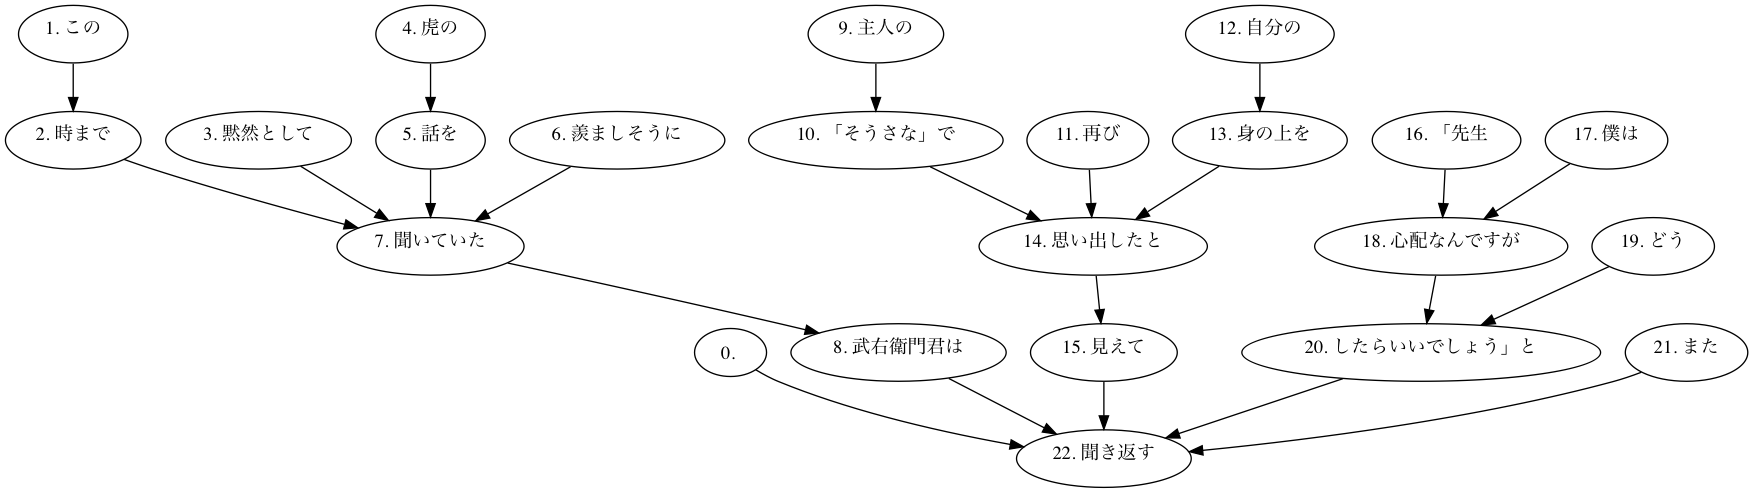 1. この
4. 虎の
9. 主人の
12. 自分の
2. 時まで
3. 黙然として
5. 話を
6. 羨ましそうに
10. 「そうさな」で
11. 再び
13. 身の上を
16. 「先生
17. 僕は
7. 聞いていた
14. 思い出したと
18. 心配なんですが
19. どう
0.
8. 武右衛門君は
15. 見えて
20. したらいいでしょう」と
21. また
22. 聞き返す